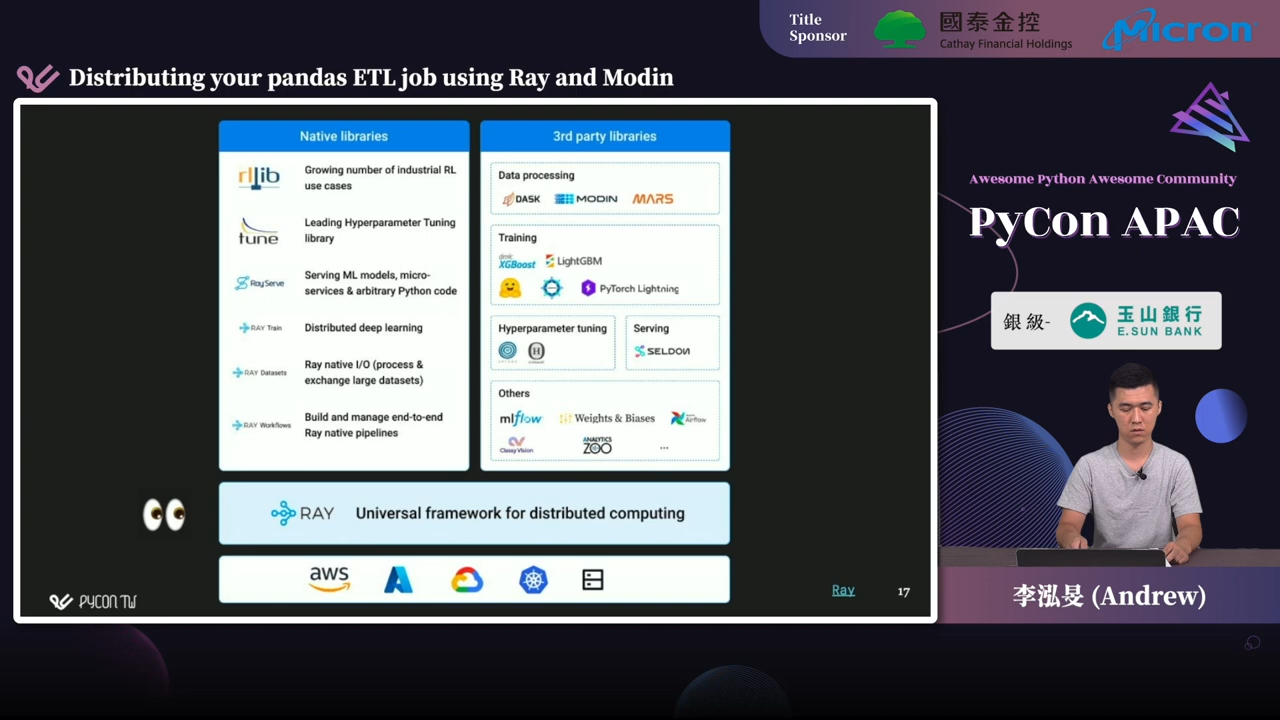 Title
Sponsor
國泰金控
Cathay Financial Holdings
Micron
Distributing your pandas ETL job using Ray and Modin
Native libraries
RLlib
Growing number of industrial RL
use cases
tune
Leading Hyperparameter Tuning
library
Ray Serve
Serving ML models, micro-
services & arbitrary Python code
RAY Train
Distributed deep learning
RAY Datasets
Ray native I/O (process &
exchange large datasets)
RAY Workflows
Build and manage end-to-end
Ray native pipelines
3rd party libraries
Data processing
DASK
MODIN
MARS
Training
dmlc
XGBoost
LightGBM
PyTorch Lightning
Hyperparameter tuning
Serving
SELDON
Others
mlflow
Weights & Biases
Airflow
Classy Vision
ANALYTICS
ZOO
...
RAY
Universal framework for distributed computing
aws
PYCON TW
Ray
17
Awesome Python Awesome Community
PyCon APAC
銀級-
玉山銀行
E.SUN BANK
李泓旻 (Andrew)